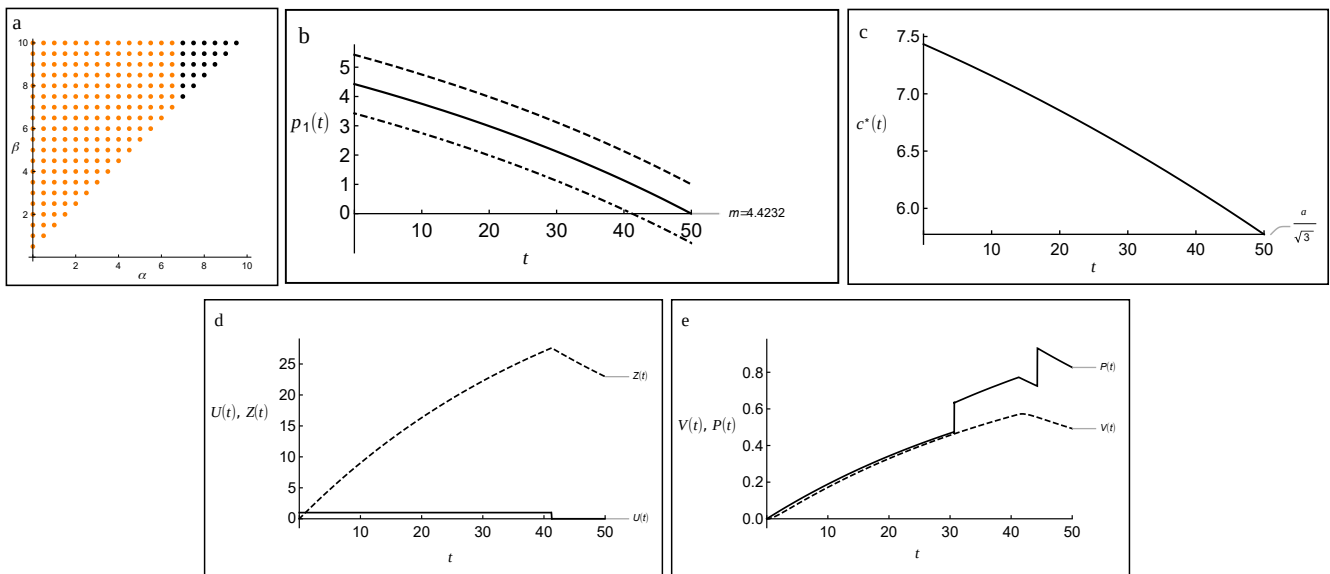 a
10
8
6
β
4
2
2 4 6 8 10
α
b
5
4
3
p₁(t)
2
1
0
m=4.4232
10 20 30 40 50
t
c
7.5
7.0
c*(t)
6.5
6.0
a/√3
10 20 30 40 50
t
d
25
20
15
U(t), Z(t)
10
5
0
Z(t)
U(t)
10 20 30 40 50
t
e
0.8
0.6
V(t), P(t)
0.4
0.2
0.0
P(t)
V(t)
10 20 30 40 50
t